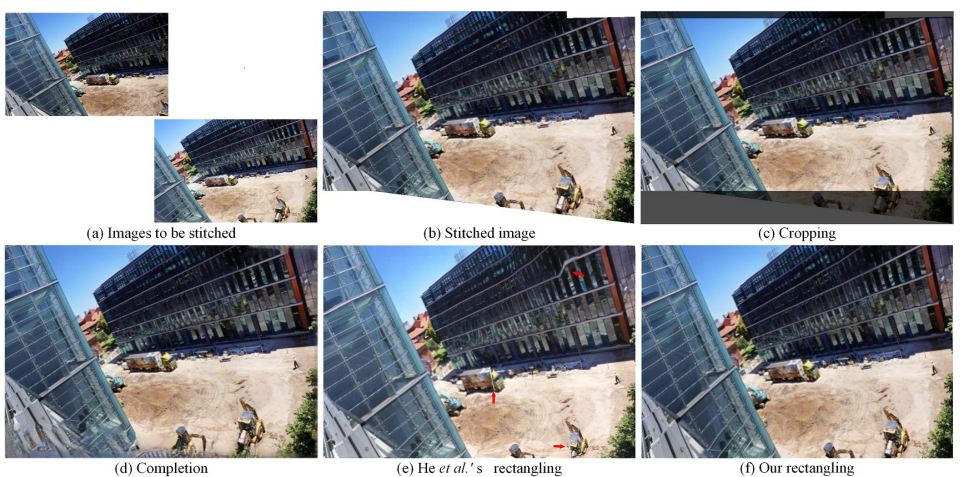 (a) Images to be stitched
(b) Stitched image
(c) Cropping
(d) Completion
(e) He et al.' s rectangling
(f) Our rectangling